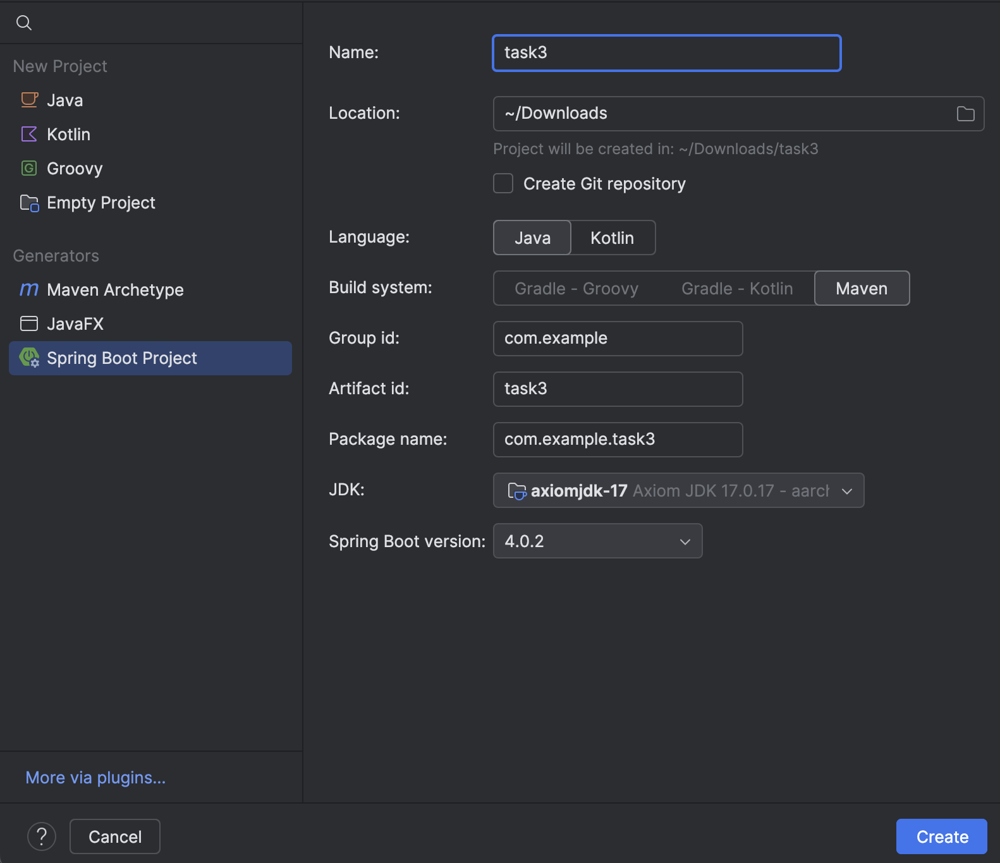 New Project
Java
Kotlin
G Groovy
Empty Project
Generators
m Maven Archetype
JavaFX
Spring Boot Project
More via plugins...
Name: task3
Location: ~/Downloads
Project will be created in: ~/Downloads/task3
Create Git repository
Language: Java Kotlin
Build system: Gradle - Groovy Gradle - Kotlin Maven
Group id: com.example
Artifact id: task3
Package name: com.example.task3
JDK: axiomjdk-17 Axiom JDK 17.0.17 - aarch
Spring Boot version: 4.0.2
? Cancel Create